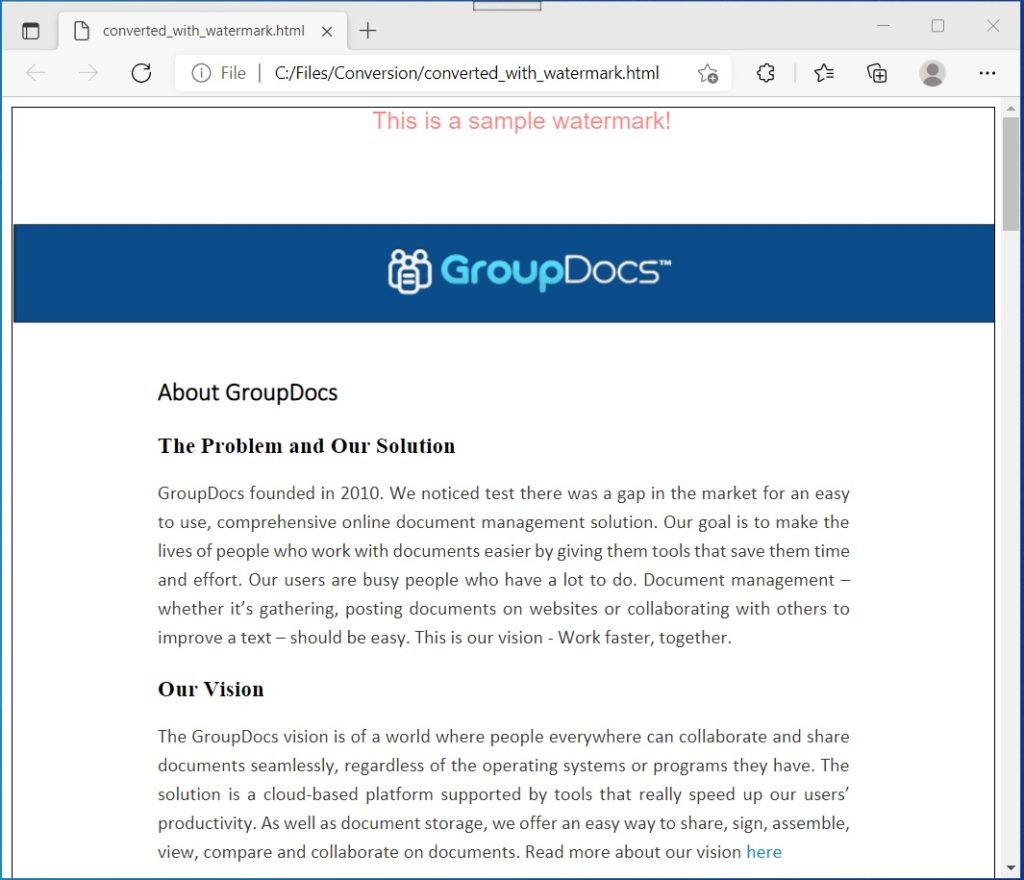 converted_with_watermark.html
File | C:/Files/Conversion/converted_with_watermark.html
This is a sample watermark!
GroupDocs™
About GroupDocs
The Problem and Our Solution
GroupDocs founded in 2010. We noticed test there was a gap in the market for an easy
to use, comprehensive online document management solution. Our goal is to make the
lives of people who work with documents easier by giving them tools that save them time
and effort. Our users are busy people who have a lot to do. Document management –
whether it’s gathering, posting documents on websites or collaborating with others to
improve a text – should be easy. This is our vision - Work faster, together.
Our Vision
The GroupDocs vision is of a world where people everywhere can collaborate and share
documents seamlessly, regardless of the operating systems or programs they have. The
solution is a cloud-based platform supported by tools that really speed up our users’
productivity. As well as document storage, we offer an easy way to share, sign, assemble,
view, compare and collaborate on documents. Read more about our vision here